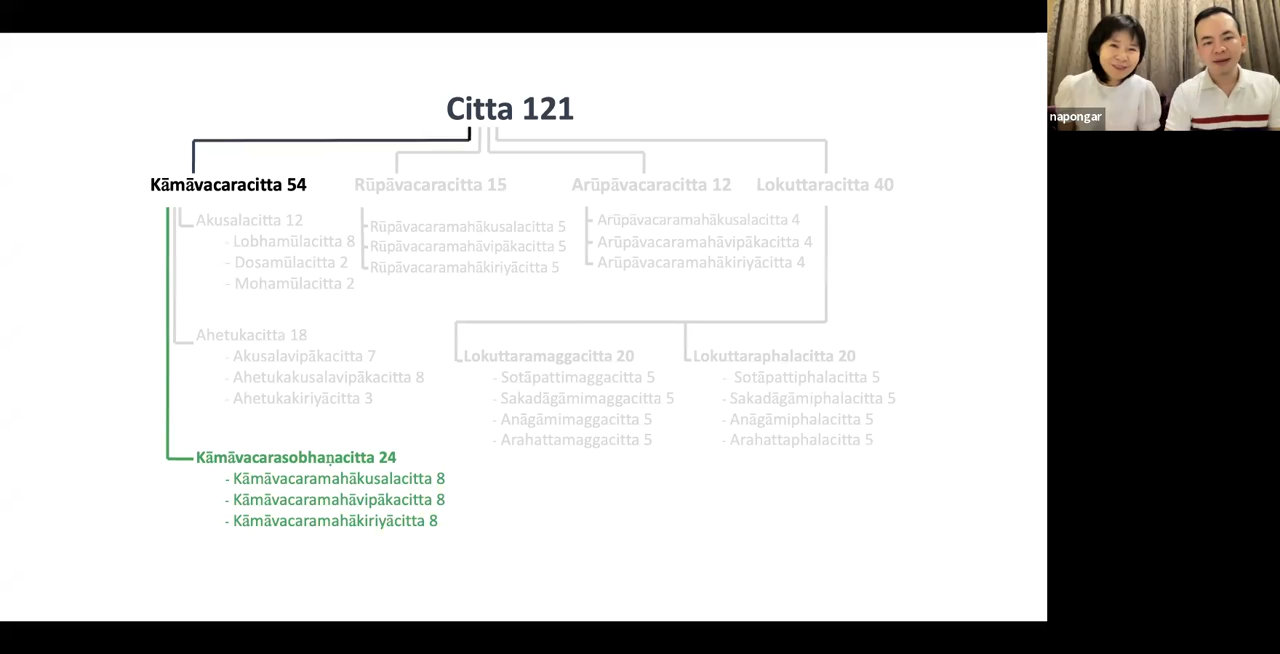 Citta 121
Kāmāvacaracitta 54
Rūpāvacaracitta 15
Arūpāvacaracitta 12
Lokuttaracitta 40
Akusalacitta 12
- Lobhamūlacitta 8
- Dosamūlacitta 2
- Mohamūlacitta 2
Rūpāvacaramahākusalacitta 5
Rūpāvacaramahāvipākacitta 5
Rūpāvacaramahākiriyācitta 5
Arūpāvacaramahākusalacitta 4
Arūpāvacaramahāvipākacitta 4
Arūpāvacaramahākiriyācitta 4
Ahetukacitta 18
- Akusalavipākacitta 7
- Ahetukakusalavipākacitta 8
- Ahetukakiriyācitta 3
Lokuttaramaggacitta 20
- Sotāpattimaggacitta 5
- Sakadāgāmimaggacitta 5
- Anāgāmimaggacitta 5
- Arahattamaggacitta 5
Lokuttaraphalacitta 20
- Sotāpattiphalacitta 5
- Sakadāgāmiphalacitta 5
- Anāgāmiphalacitta 5
- Arahattaphalacitta 5
Kāmāvacarasobhaṇacitta 24
- Kāmāvacaramahākusalacitta 8
- Kāmāvacaramahāvipākacitta 8
- Kāmāvacaramahākiriyācitta 8
napongar